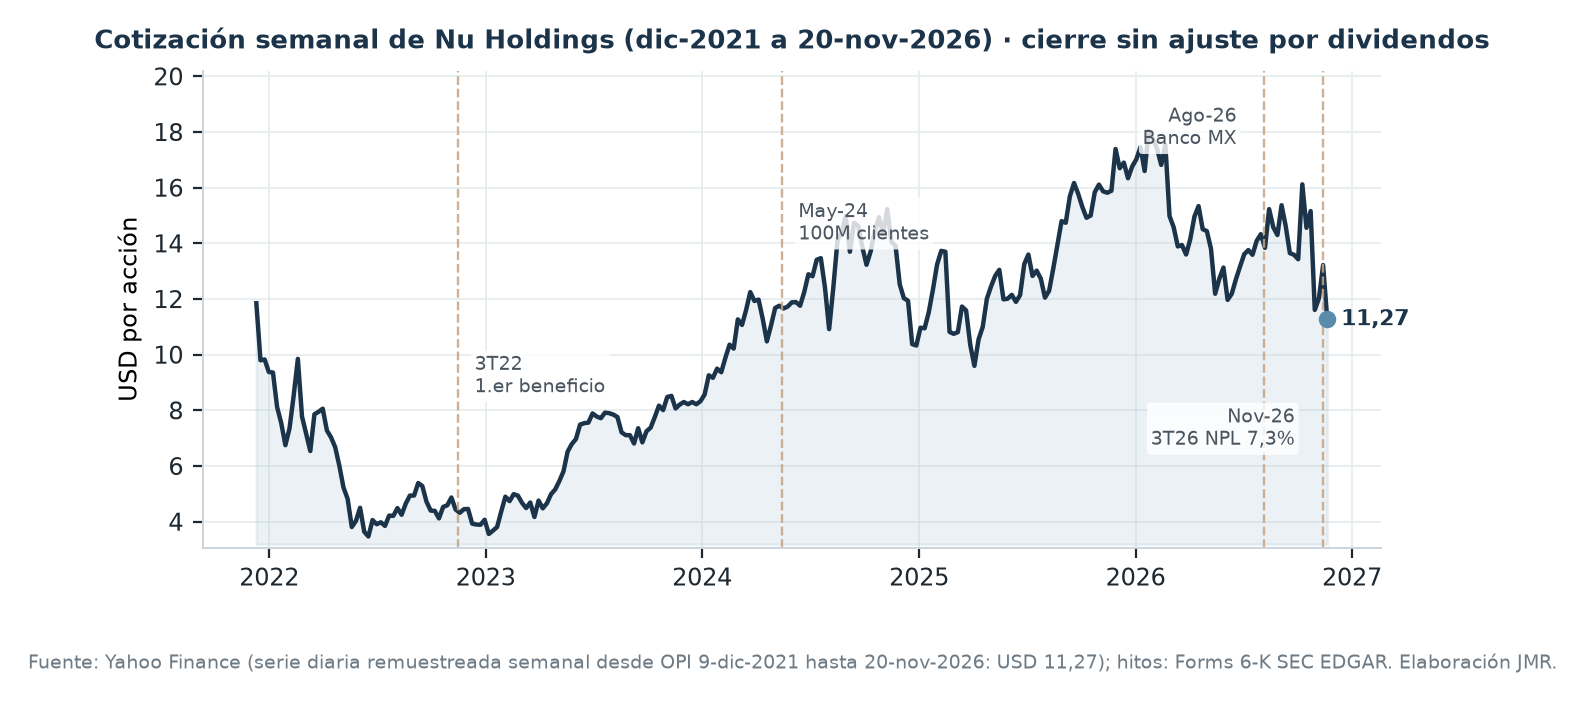 Cotización semanal de Nu Holdings (dic-2021 a 20-nov-2026) · cierre sin ajuste por dividendos
USD por acción
20
18
16
14
12
10
8
6
4
Ago-26
Banco MX
May-24
100M clientes
3T22
1.er beneficio
11,27
Nov-26
3T26 NPL 7,3%
2022
2023
2024
2025
2026
2027
Fuente: Yahoo Finance (serie diaria remuestreada semanal desde OPI 9-dic-2021 hasta 20-nov-2026: USD 11,27); hitos: Forms 6-K SEC EDGAR. Elaboración JMR.